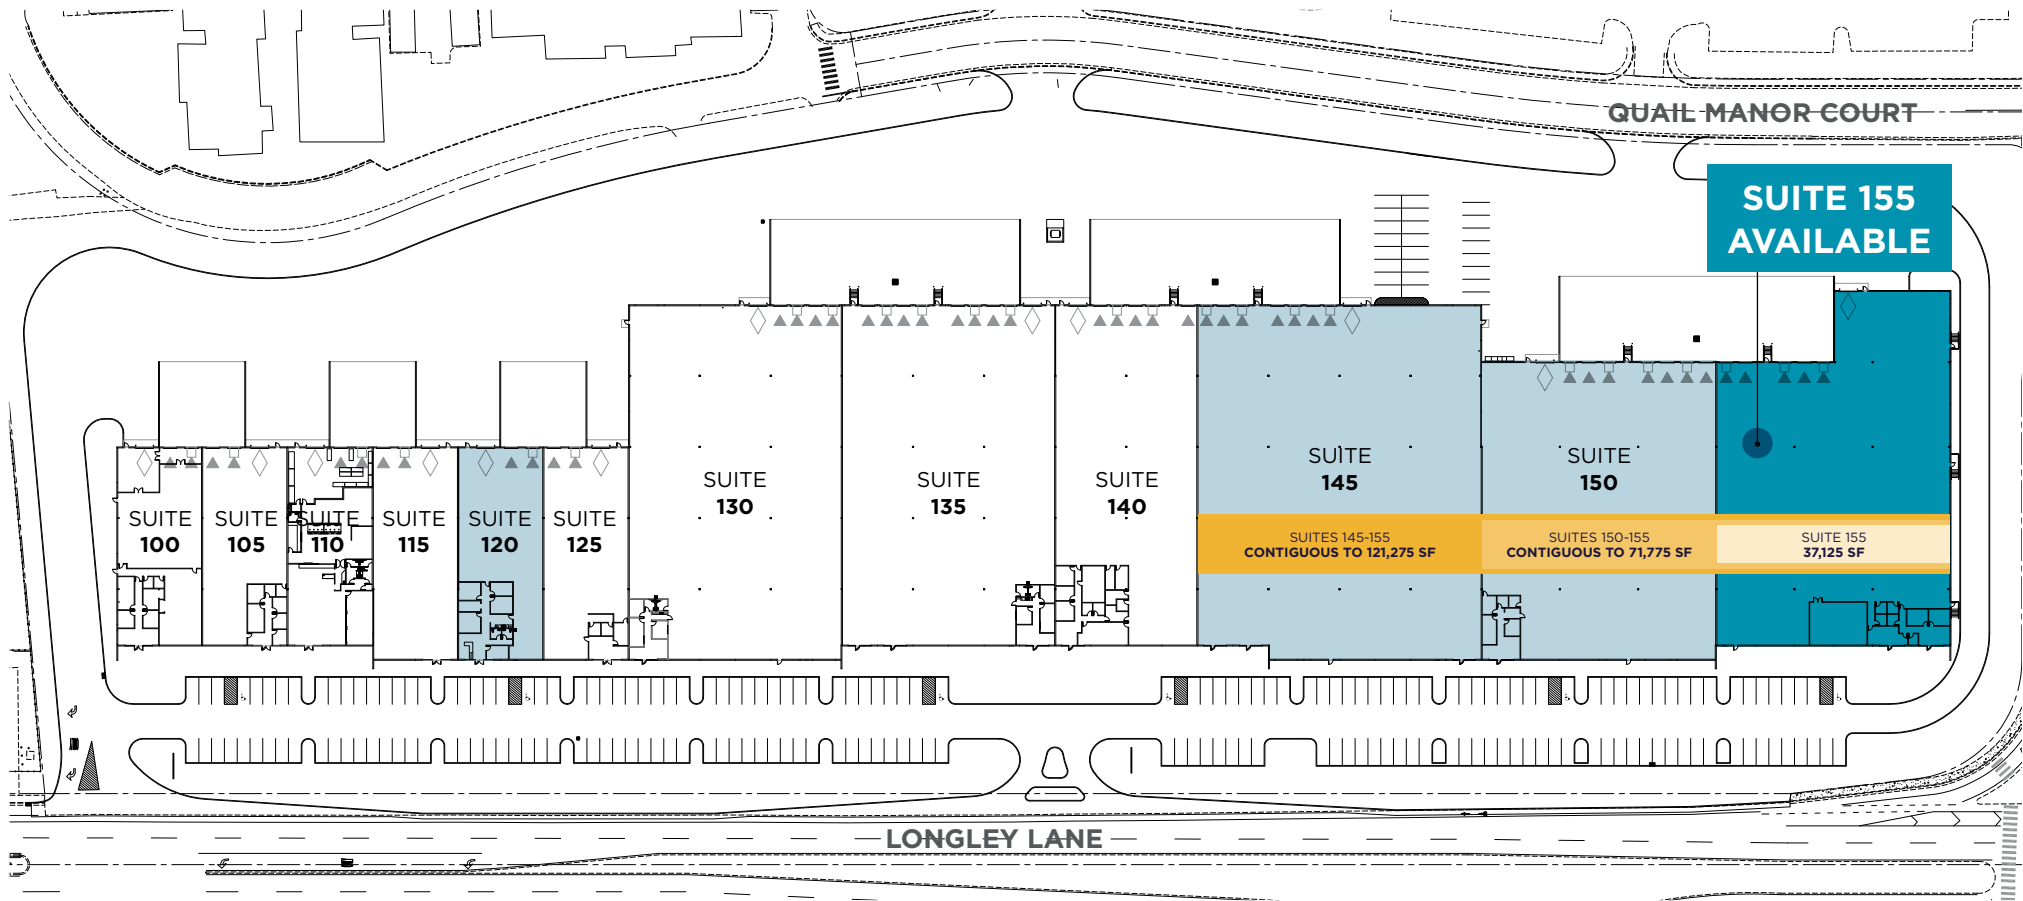 QUAIL MANOR COURT
SUITE 155
AVAILABLE
SUITE
100
SUITE
105
SUITE
110
SUITE
115
SUITE
120
SUITE
125
SUITE
130
SUITE
135
SUITE
140
SUITE
145
SUITE
150
SUITES 145-155
CONTIGUOUS TO 121,275 SF
SUITES 150-155
CONTIGUOUS TO 71,775 SF
SUITE 155
37,125 SF
LONGLEY LANE